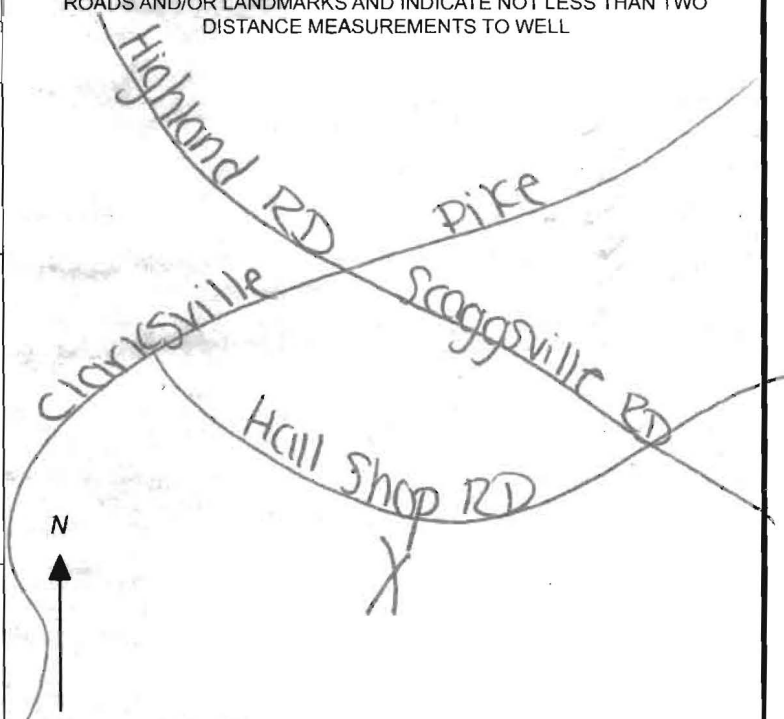 ROADS AND/OR LANDMARKS AND INDICATE NOT LESS THAN TWO
DISTANCE MEASUREMENTS TO WELL
Highland RD
Clarksville Pike
Scaggsville RD
Hall Shop RD
N
X